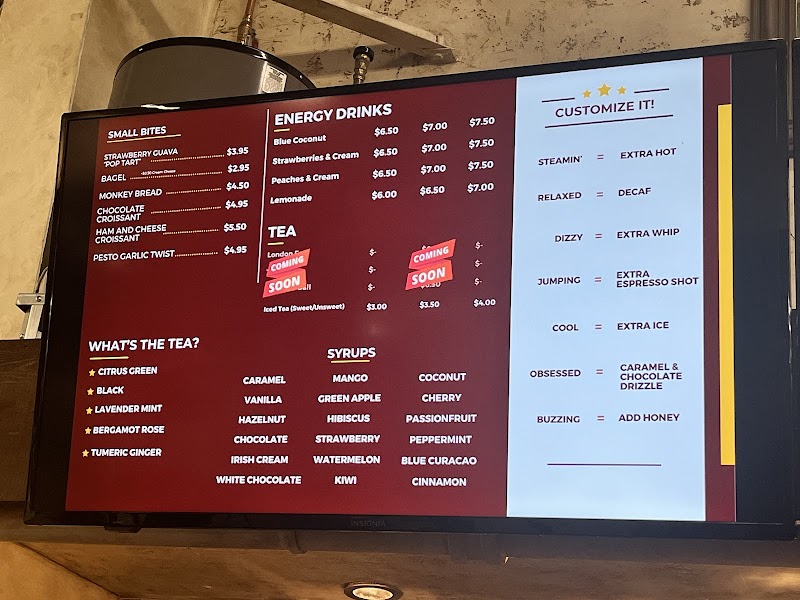 SMALL BITES
STRAWBERRY GUAVA
"POP TART" $3.95
BAGEL +$0.50 Cream Cheese $2.95
MONKEY BREAD $4.50
CHOCOLATE
CROISSANT $4.95
HAM AND CHEESE
CROISSANT $5.50
PESTO GARLIC TWIST $4.95
ENERGY DRINKS
Blue Coconut $6.50 $7.00 $7.50
Strawberries & Cream $6.50 $7.00 $7.50
Peaches & Cream $6.50 $7.00 $7.50
Lemonade $6.00 $6.50 $7.00
TEA
London $- $-
COMING
SOON
COMING
SOON
$- $-
$- $-
Iced Tea (Sweet/Unsweet) $3.00 $3.50 $4.00
WHAT'S THE TEA?
CITRUS GREEN
BLACK
LAVENDER MINT
BERGAMOT ROSE
TUMERIC GINGER
SYRUPS
CARAMEL MANGO COCONUT
VANILLA GREEN APPLE CHERRY
HAZELNUT HIBISCUS PASSIONFRUIT
CHOCOLATE STRAWBERRY PEPPERMINT
IRISH CREAM WATERMELON BLUE CURACAO
WHITE CHOCOLATE KIWI CINNAMON
CUSTOMIZE IT!
STEAMIN' = EXTRA HOT
RELAXED = DECAF
DIZZY = EXTRA WHIP
JUMPING = EXTRA
ESPRESSO SHOT
COOL = EXTRA ICE
OBSESSED = CARAMEL &
CHOCOLATE
DRIZZLE
BUZZING = ADD HONEY
INSIGNIA